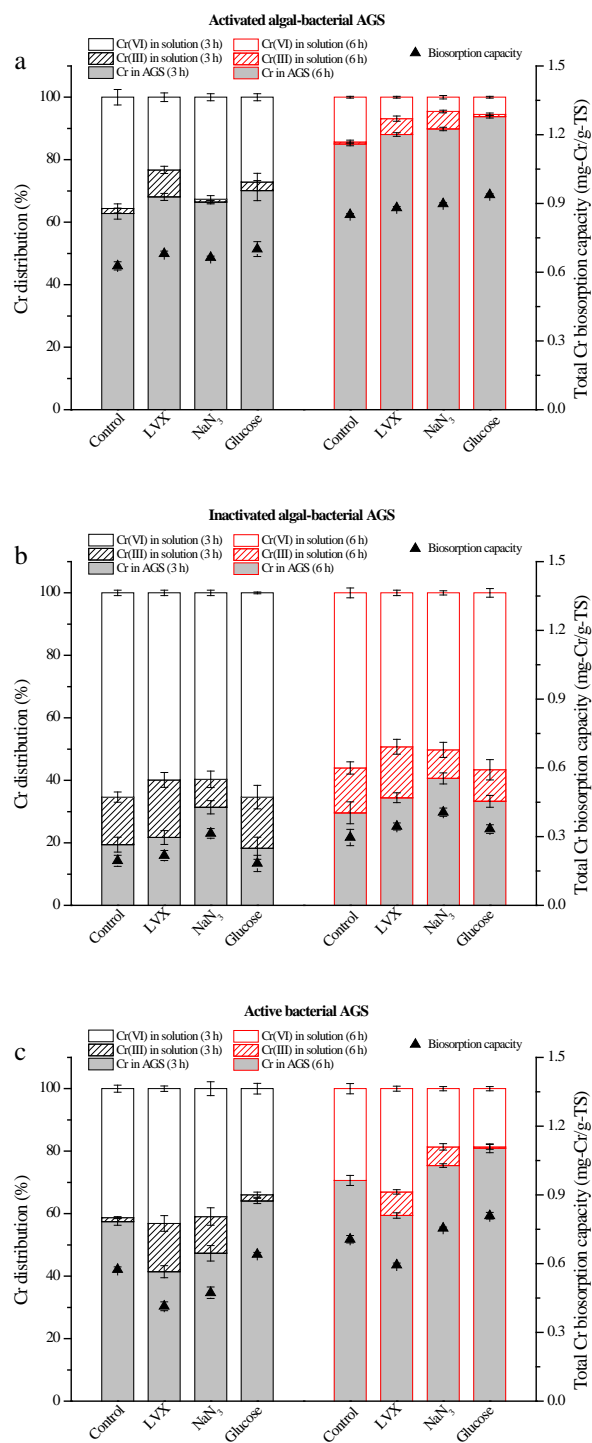 Activated algal-bacterial AGS
a
Cr(VI) in solution (3 h)
Cr(III) in solution (3 h)
Cr in AGS (3 h)
Cr(VI) in solution (6 h)
Cr(III) in solution (6 h)
Cr in AGS (6 h)
Biosorption capacity
Cr distribution (%)
100
80
60
40
20
0
Total Cr biosorption capacity (mg-Cr/g-TS)
1.5
1.2
0.9
0.6
0.3
0.0
Control
LVX
NaN₃
Glucose
Control
LVX
NaN₃
Glucose
Inactivated algal-bacterial AGS
b
Cr(VI) in solution (3 h)
Cr(III) in solution (3 h)
Cr in AGS (3 h)
Cr(VI) in solution (6 h)
Cr(III) in solution (6 h)
Cr in AGS (6 h)
Biosorption capacity
Cr distribution (%)
100
80
60
40
20
0
Total Cr biosorption capacity (mg-Cr/g-TS)
1.5
1.2
0.9
0.6
0.3
0.0
Control
LVX
NaN₃
Glucose
Control
LVX
NaN₃
Glucose
Active bacterial AGS
c
Cr(VI) in solution (3 h)
Cr(III) in solution (3 h)
Cr in AGS (3 h)
Cr(VI) in solution (6 h)
Cr(III) in solution (6 h)
Cr in AGS (6 h)
Biosorption capacity
Cr distribution (%)
100
80
60
40
20
0
Total Cr biosorption capacity (mg-Cr/g-TS)
1.5
1.2
0.9
0.6
0.3
0.0
Control
LVX
NaN₃
Glucose
Control
LVX
NaN₃
Glucose